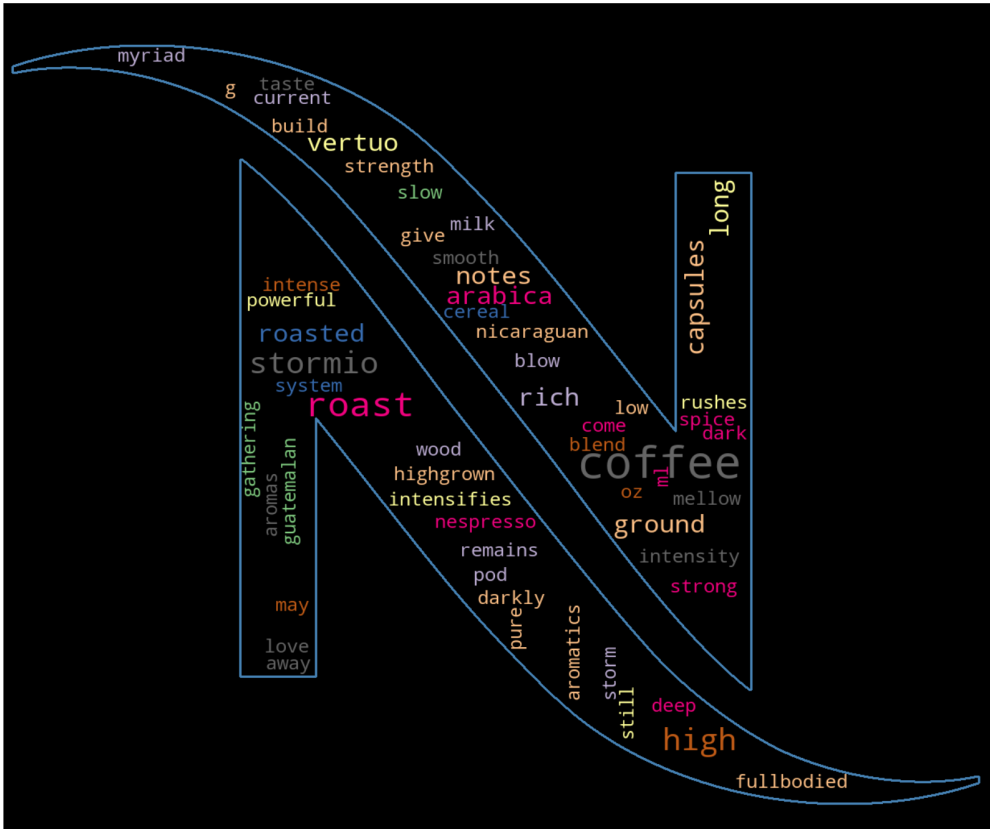 myriad
taste
g
current
build
vertuo
strength
slow
long
milk
give
smooth
notes
capsules
intense
arabica
powerful
cereal
nicaraguan
roasted
blow
stormio
system
rich
roast
rushes
low
spice
come
dark
blend
wood
coffee
gathering
highgrown
ml
oz
intensifies
mellow
guatemalan
aromas
nespresso
ground
remains
intensity
pod
strong
darkly
may
pure
aromatics
love
away
storm
still
deep
high
fullbodied